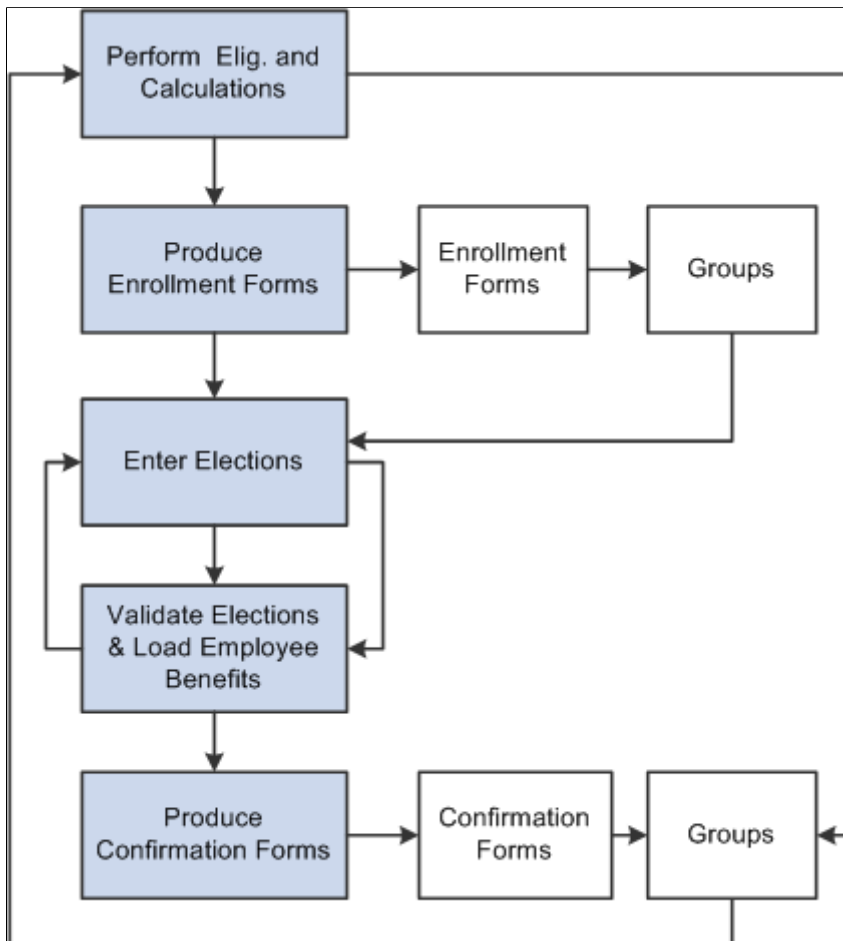 Perform Elig. and
Calculations
Produce
Enrollment Forms
Enrollment
Forms
Groups
Enter Elections
Validate Elections
& Load Employee
Benefits
Produce
Confirmation Forms
Confirmation
Forms
Groups